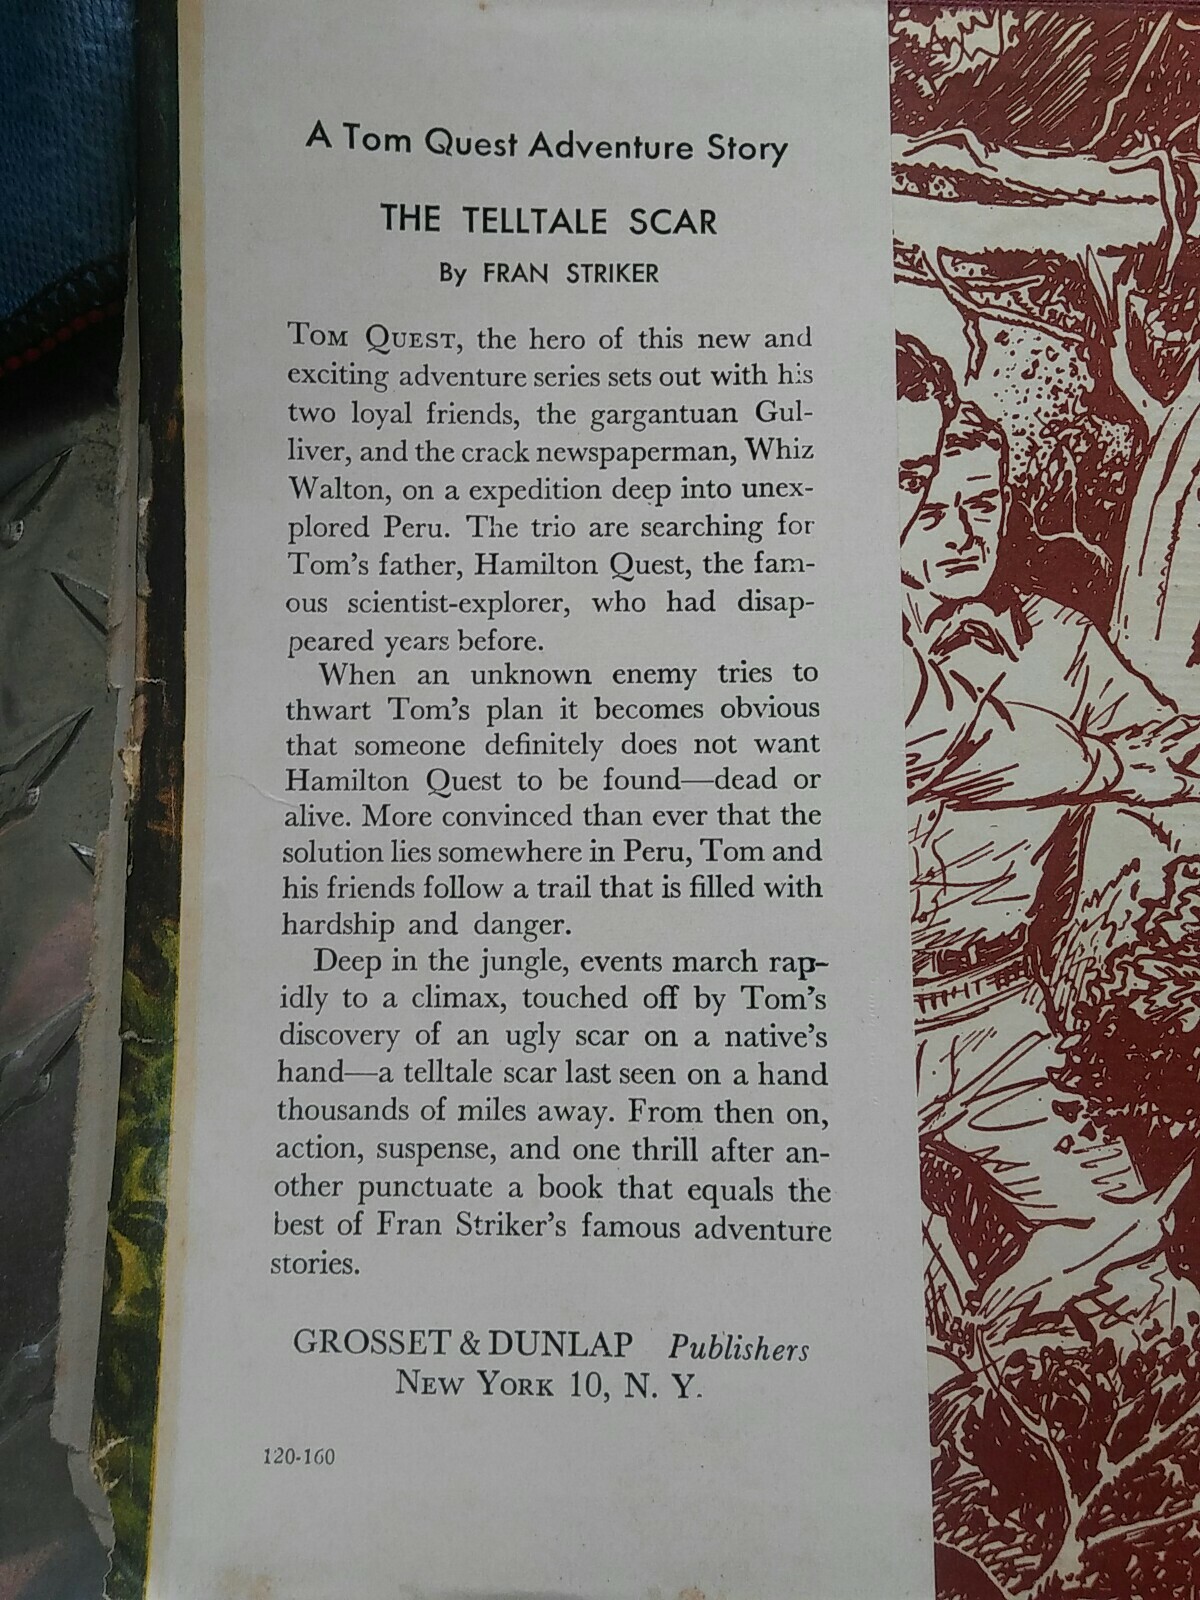 A Tom Quest Adventure Story
THE TELLTALE SCAR
By FRAN STRIKER
TOM QUEST, the hero of this new and
exciting adventure series sets out with his
two loyal friends, the gargantuan Gul-
liver, and the crack newspaperman, Whiz
Walton, on a expedition deep into unex-
plored Peru. The trio are searching for
Tom's father, Hamilton Quest, the fam-
ous scientist-explorer, who had disap-
peared years before.
When an unknown enemy tries to
thwart Tom's plan it becomes obvious
that someone definitely does not want
Hamilton Quest to be found—dead or
alive. More convinced than ever that the
solution lies somewhere in Peru, Tom and
his friends follow a trail that is filled with
hardship and danger.
Deep in the jungle, events march rap-
idly to a climax, touched off by Tom's
discovery of an ugly scar on a native's
hand—a telltale scar last seen on a hand
thousands of miles away. From then on,
action, suspense, and one thrill after an-
other punctuate a book that equals the
best of Fran Striker's famous adventure
stories.
GROSSET & DUNLAP Publishers
NEW YORK 10, N. Y.
120-160